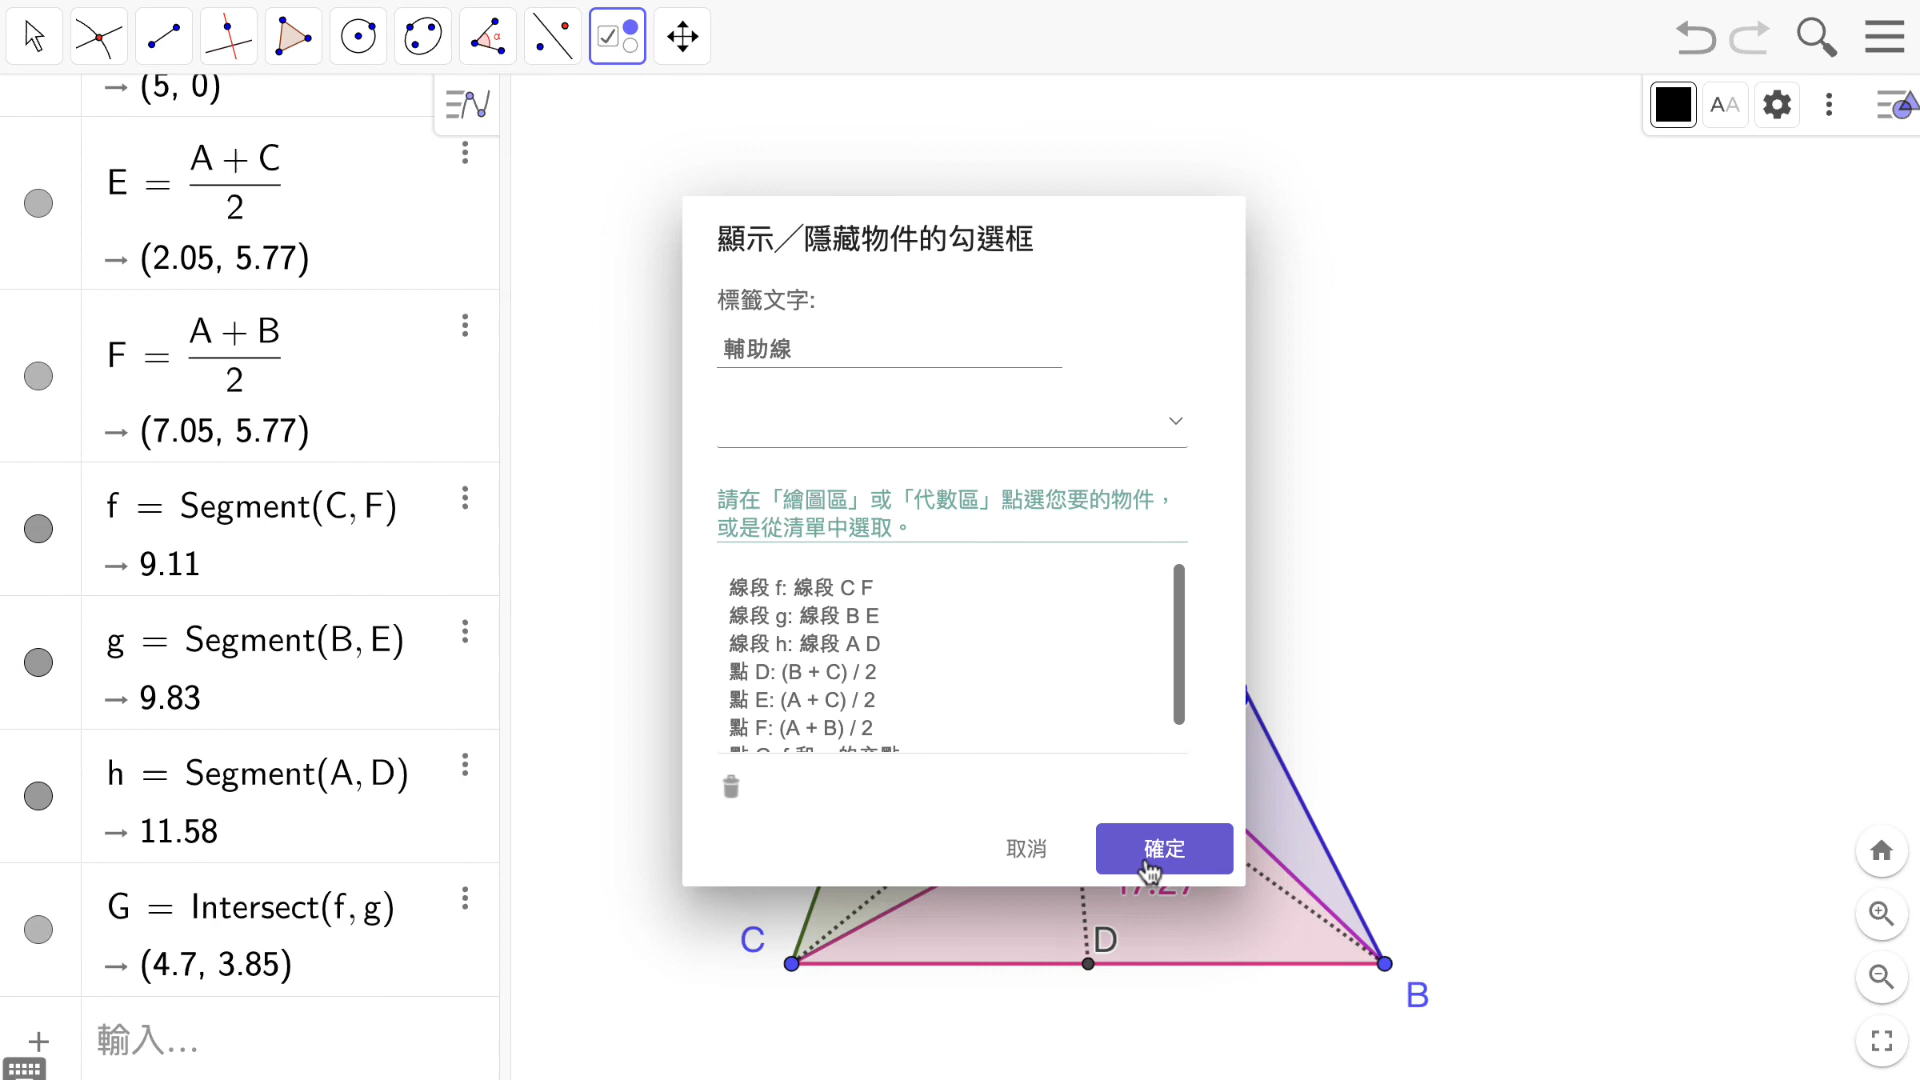 → (5, 0)
E = (A + C)/2
→ (2.05, 5.77)
F = (A + B)/2
→ (7.05, 5.77)
f = Segment(C, F)
→ 9.11
g = Segment(B, E)
→ 9.83
h = Segment(A, D)
→ 11.58
G = Intersect(f, g)
→ (4.7, 3.85)
+ 輸入…
α
AA
顯示／隱藏物件的勾選框
標籤文字:
輔助線
請在「繪圖區」或「代數區」點選您要的物件，
或是從清單中選取。
線段 f: 線段 C F
線段 g: 線段 B E
線段 h: 線段 A D
點 D: (B + C) / 2
點 E: (A + C) / 2
點 F: (A + B) / 2
取消
確定
C
D
B